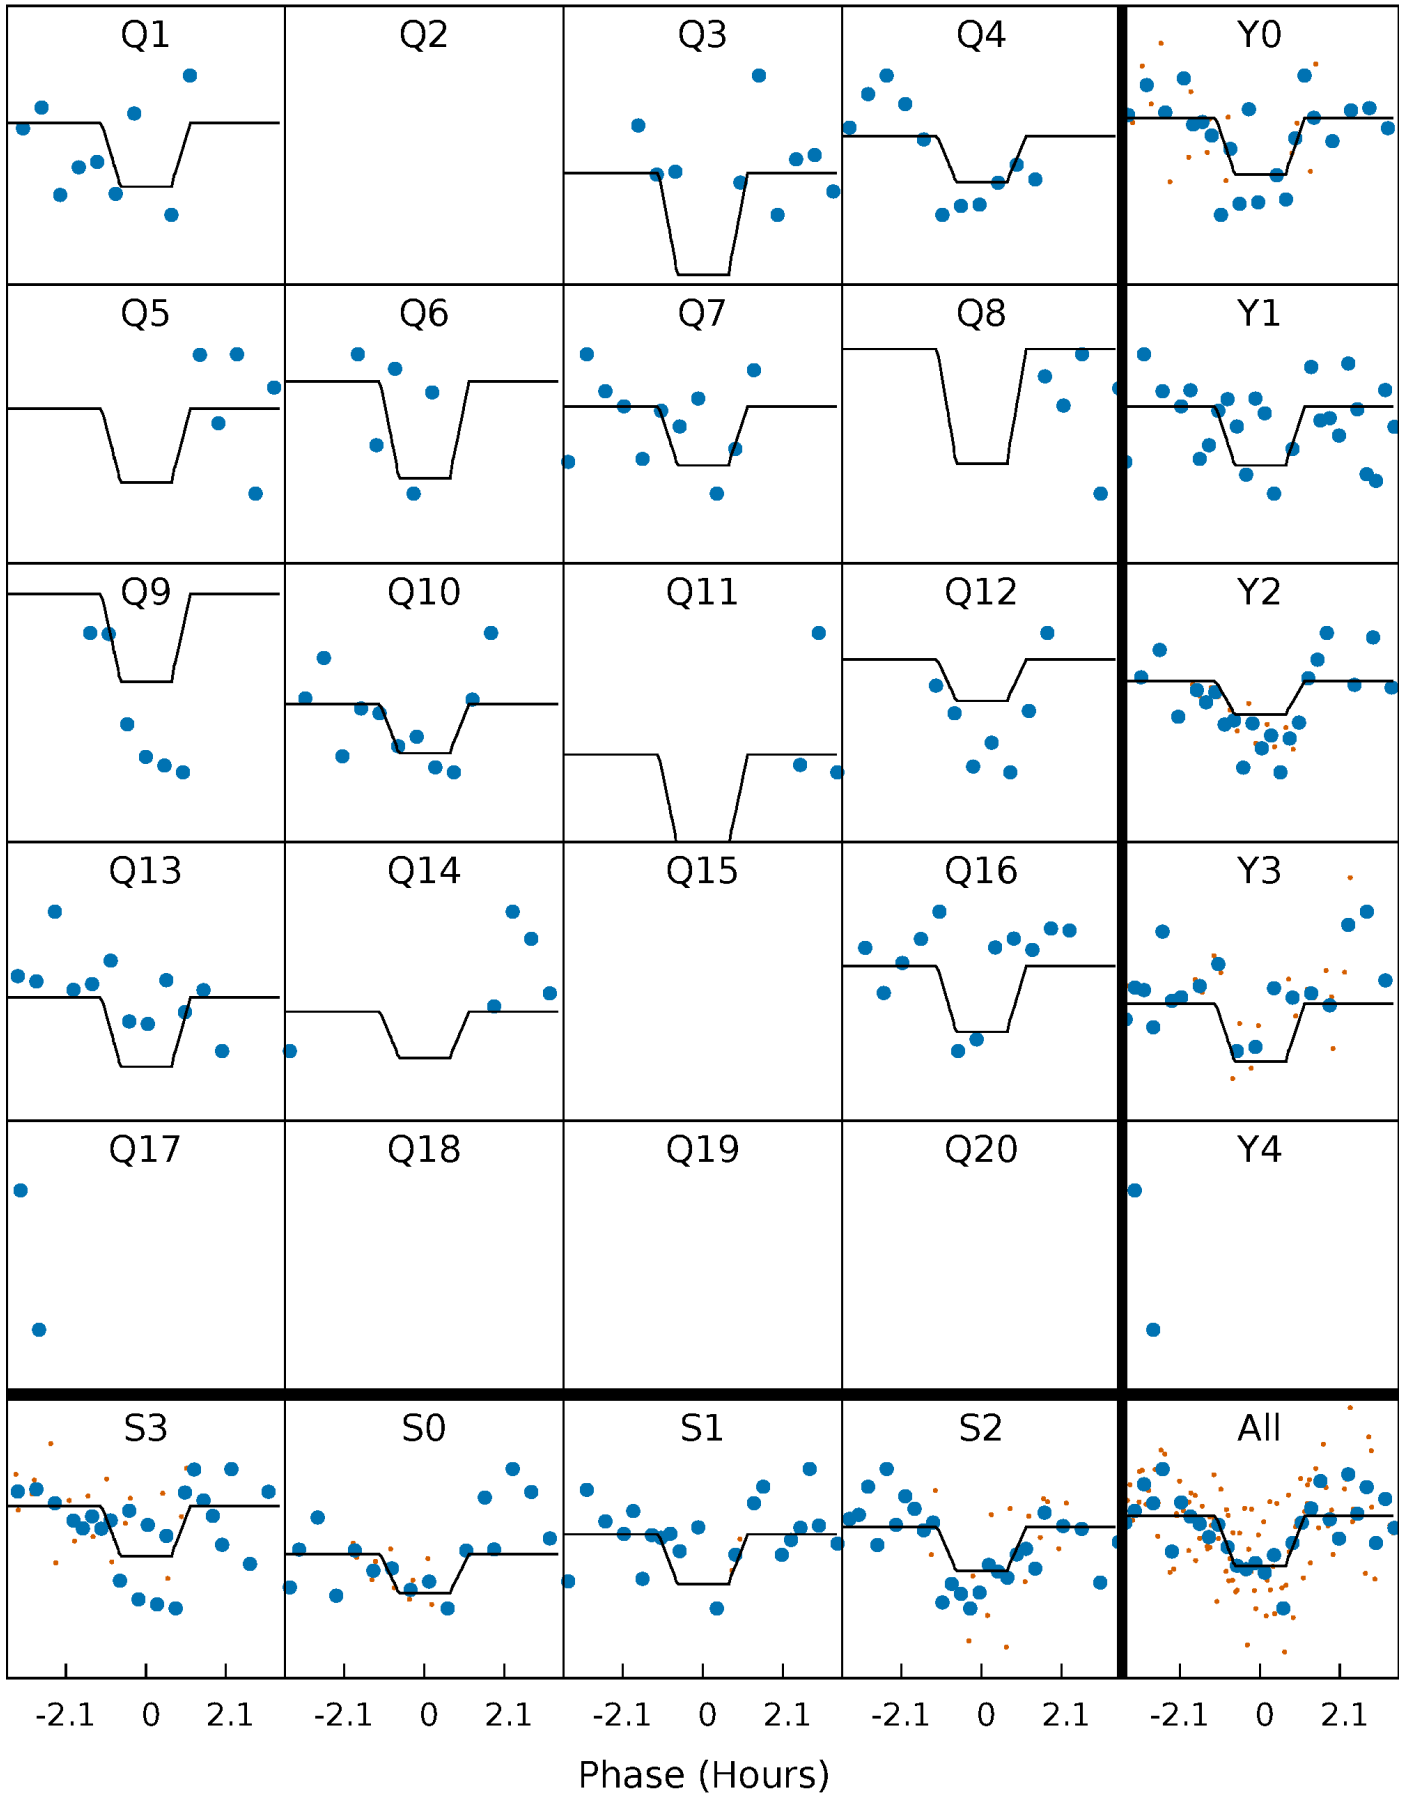 Q1 Q2 Q3 Q4 Y0
Q5 Q6 Q7 Q8 Y1
Q9 Q10 Q11 Q12 Y2
Q13 Q14 Q15 Q16 Y3
Q17 Q18 Q19 Q20 Y4
S3 S0 S1 S2 All
-2.1 0 2.1 -2.1 0 2.1 -2.1 0 2.1 -2.1 0 2.1 -2.1 0 2.1
Phase (Hours)